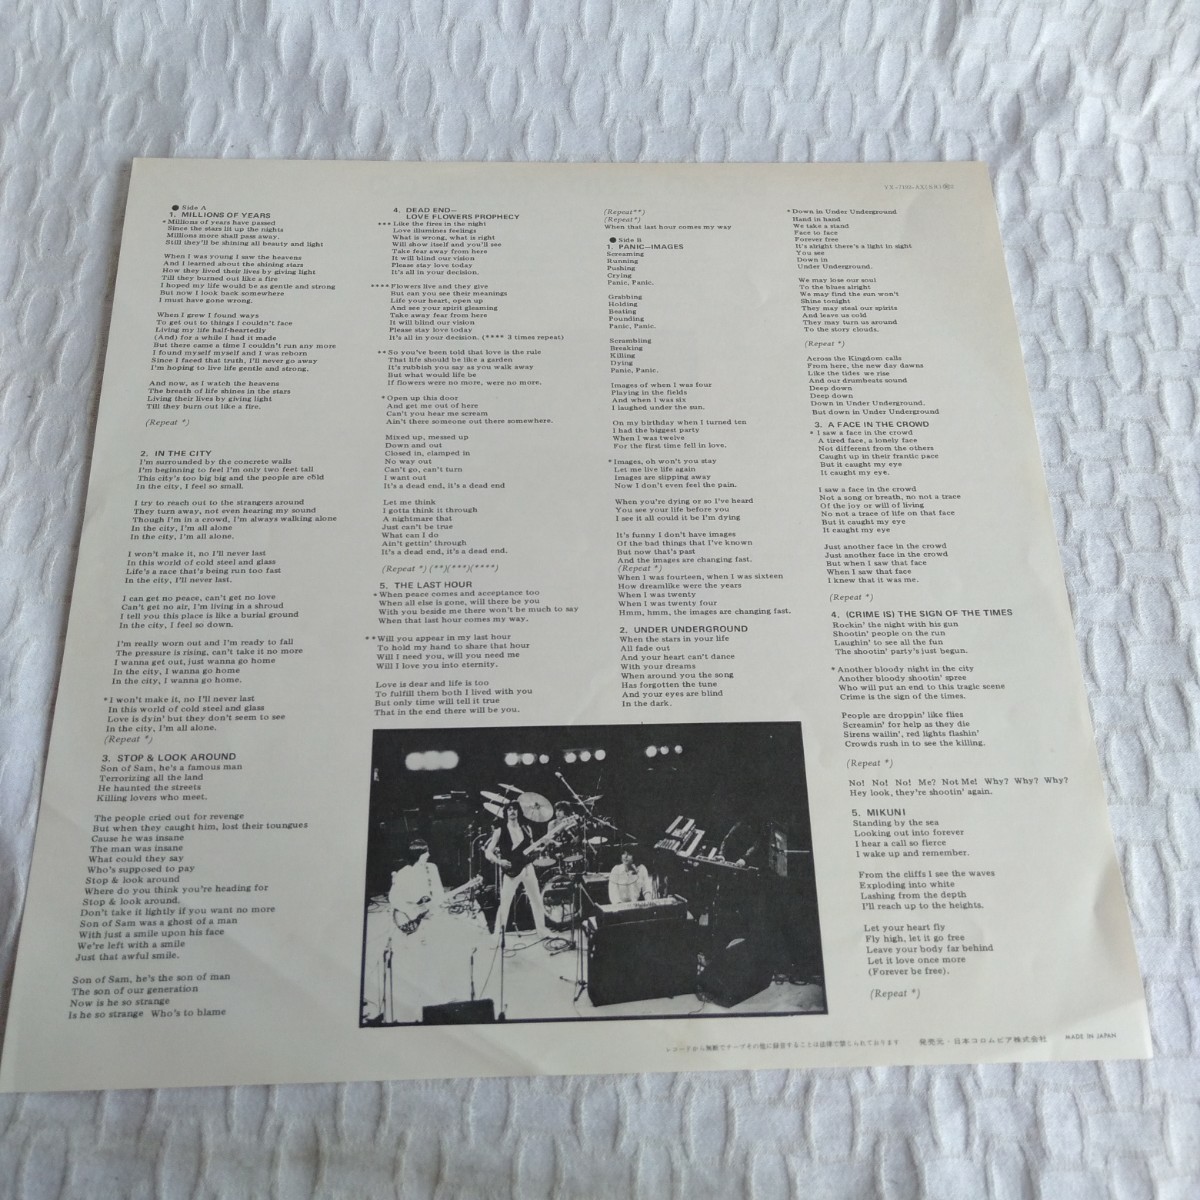 ● Side A
1. MILLIONS OF YEARS
* Millions of years have passed
Since the stars lit up the nights
Millions more shall pass away.
Still they'll be shining all beauty and light
When I was young I saw the heavens
And I learned about the shining stars
How they lived their lives by giving light
Till they burned out like a fire
I hoped my life would be as gentle and strong
But now I look back somewhere
I must have gone wrong.
When I grew I found ways
To get out to things I couldn't face
Living my life half-heartedly
(And) for a while I had it made
But there came a time I couldn't run any more
I found myself myself and I was reborn
Since I faced that truth, I'll never go away
I'm hoping to live life gentle and strong.
And now, as I watch the heavens
The breath of life shines in the stars
Living their lives by giving light
Till they burn out like a fire.
(Repeat *)
2. IN THE CITY
I'm surrounded by the concrete walls
I'm beginning to feel I'm only two feet tall
This city's too big big and the people are cold
In the city, I feel so small.
I try to reach out to the strangers around
They turn away, not even hearing my sound
Though I'm in a crowd, I'm always walking alone
In the city, I'm all alone
In the city, I'm all alone.
I won't make it, no I'll never last
In this world of cold steel and glass
Life's a race that's being run too fast
In the city, I'll never last.
I can get no peace, can't get no love
Can't get no air, I'm living in a shroud
I tell you this place is like a burial ground
In the city, I feel so down.
I'm really worn out and I'm ready to fall
The pressure is rising, can't take it no more
I wanna get out, just wanna go home
In the city, I wanna go home
In the city, I wanna go home.
* I won't make it, no I'll never last
In this world of cold steel and glass
Love is dyin' but they don't seem to see
In the city, I'm all alone.
(Repeat *)
3. STOP & LOOK AROUND
Son of Sam, he's a famous man
Terrorizing all the land
He haunted the streets
Killing lovers who meet.
The people cried out for revenge
But when they caught him, lost their toungues
Cause he was insane
The man was insane
What could they say
Who's supposed to pay
Stop & look around
Where do you think you're heading for
Stop & look around.
Don't take it lightly if you want no more
Son of Sam was a ghost of a man
With just a smile upon his face
We're left with a smile
Just that awful smile.
Son of Sam, he's the son of man
The son of our generation
Now is he so strange
Is he so strange Who's to blame
4. DEAD END—
LOVE FLOWERS PROPHECY
*** Like the fires in the night
Love illumines feelings
What is wrong, what is right
Will show itself and you'll see
Take fear away from here
It will blind our vision
Please stay love today
It's all in your decision.
**** Flowers live and they give
But can you see their meanings
Life your heart, open up
And see your spirit gleaming
Take away fear from here
It will blind our vision
Please stay love today
It's all in your decision. (**** 3 times repeat)
** So you've been told that love is the rule
That life should be like a garden
It's rubbish you say as you walk away
But what would life be
If flowers were no more, were no more.
* Open up this door
And get me out of here
Can't you hear me scream
Ain't there someone out there somewhere.
Mixed up, messed up
Down and out
Closed in, clamped in
No way out
Can't go, can't turn
I want out
It's a dead end, it's a dead end
Let me think
I gotta think it through
A nightmare that
Just can't be true
What can I do
Ain't gettin' through
It's a dead end, it's a dead end.
(Repeat *) (**)(***)(****)
5. THE LAST HOUR
* When peace comes and acceptance too
When all else is gone, will there be you
With you beside me there won't be much to say
When that last hour comes my way.
** Will you appear in my last hour
To hold my hand to share that hour
Will I need you, will you need me
Will I love you into eternity.
Love is dear and life is too
To fulfill them both I lived with you
But only time will tell it true
That in the end there will be you.
(Repeat**)
(Repeat*)
When that last hour comes my way
● Side B
1. PANIC—IMAGES
Screaming
Running
Pushing
Crying
Panic, Panic.
Grabbing
Holding
Beating
Pounding
Panic, Panic.
Scrambling
Breaking
Killing
Dying
Panic, Panic.
Images of when I was four
Playing in the fields
And when I was six
I laughed under the sun.
On my birthday when I turned ten
I had the biggest party
When I was twelve
For the first time fell in love.
* Images, oh won't you stay
Let me live life again
Images are slipping away
Now I don't even feel the pain.
When you're dying or so I've heard
You see your life before you
I see it all could it be I'm dying
It's funny I don't have images
Of the bad things that I've known
But now that's past
And the images are changing fast.
(Repeat *)
When I was fourteen, when I was sixteen
How dreamlike were the years
When I was twenty
When I was twenty four
Hmm, hmm, the images are changing fast.
2. UNDER UNDERGROUND
When the stars in your life
All fade out
And your heart can't dance
With your dreams
When around you the song
Has forgotten the tune
And your eyes are blind
In the dark.
* Down in Under Underground
Hand in hand
We take a stand
Face to face
Forever free
It's alright there's a light in sight
You see
Down in
Under Underground.
We may lose our soul
To the blues alright
We may find the sun won't
Shine tonight
They may steal our spirits
And leave us cold
They may turn us around
To the story clouds.
(Repeat *)
Across the Kingdom calls
From here, the new day dawns
Like the tides we rise
And our drumbeats sound
Deep down
Deep down
Down in Under Underground.
But down in Under Underground
3. A FACE IN THE CROWD
* I saw a face in the crowd
A tired face, a lonely face
Not different from the others
Caught up in their frantic pace
But it caught my eye
It caught my eye.
I saw a face in the crowd
Not a song or breath, no not a trace
Of the joy or will of living
No not a trace of life on that face
But it caught my eye
It caught my eye
Just another face in the crowd
Just another face in the crowd
But when I saw that face
When I saw that face
I knew that it was me.
(Repeat *)
4. (CRIME IS) THE SIGN OF THE TIMES
Rockin' the night with his gun
Shootin' people on the run
Laughin' to see all the fun
The shootin' party's just begun.
* Another bloody night in the city
Another bloody shootin' spree
Who will put an end to this tragic scene
Crime is the sign of the times.
People are droppin' like flies
Screamin' for help as they die
Sirens wailin', red lights flashin'
Crowds rush in to see the killing.
(Repeat *)
No! No! No! Me? Not Me! Why? Why? Why?
Hey look, they're shootin' again.
5. MIKUNI
Standing by the sea
Looking out into forever
I hear a call so fierce
I wake up and remember.
From the cliffs I see the waves
Exploding into white
Lashing from the depth
I'll reach up to the heights.
Let your heart fly
Fly high, let it go free
Leave your body far behind
Let it love once more
(Forever be free).
(Repeat *)
レコードから無断でテープその他に録音することは法律で禁じられております 発売元・日本コロムビア株式会社 MADE IN JAPAN